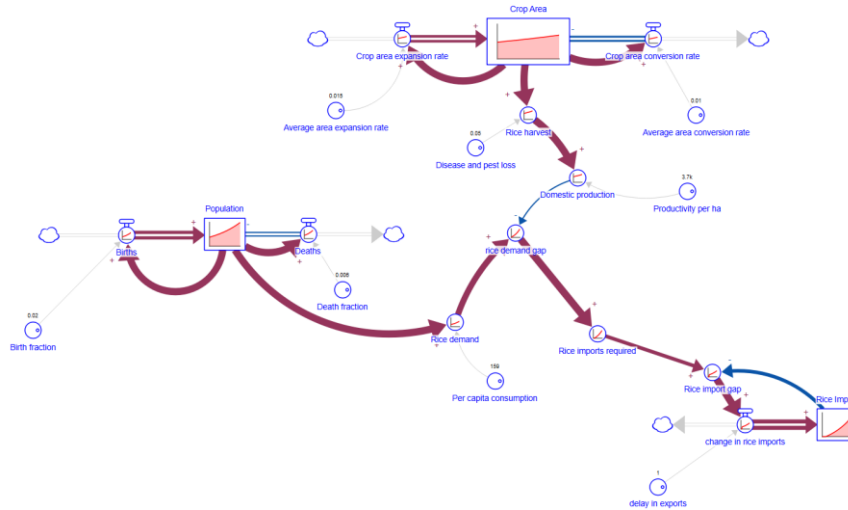 Crop Area
Crop area expansion rate
Crop area conversion rate
0.015
Average area expansion rate
0.01
Average area conversion rate
Rice harvest
0.05
Disease and pest loss
Domestic production
3.7k
Productivity per ha
Population
Births
Deaths
rice demand gap
Death fraction
0.02
Birth fraction
Rice demand
Rice imports required
Per capita consumption
Rice import gap
Rice Imp
change in rice imports
1
delay in exports